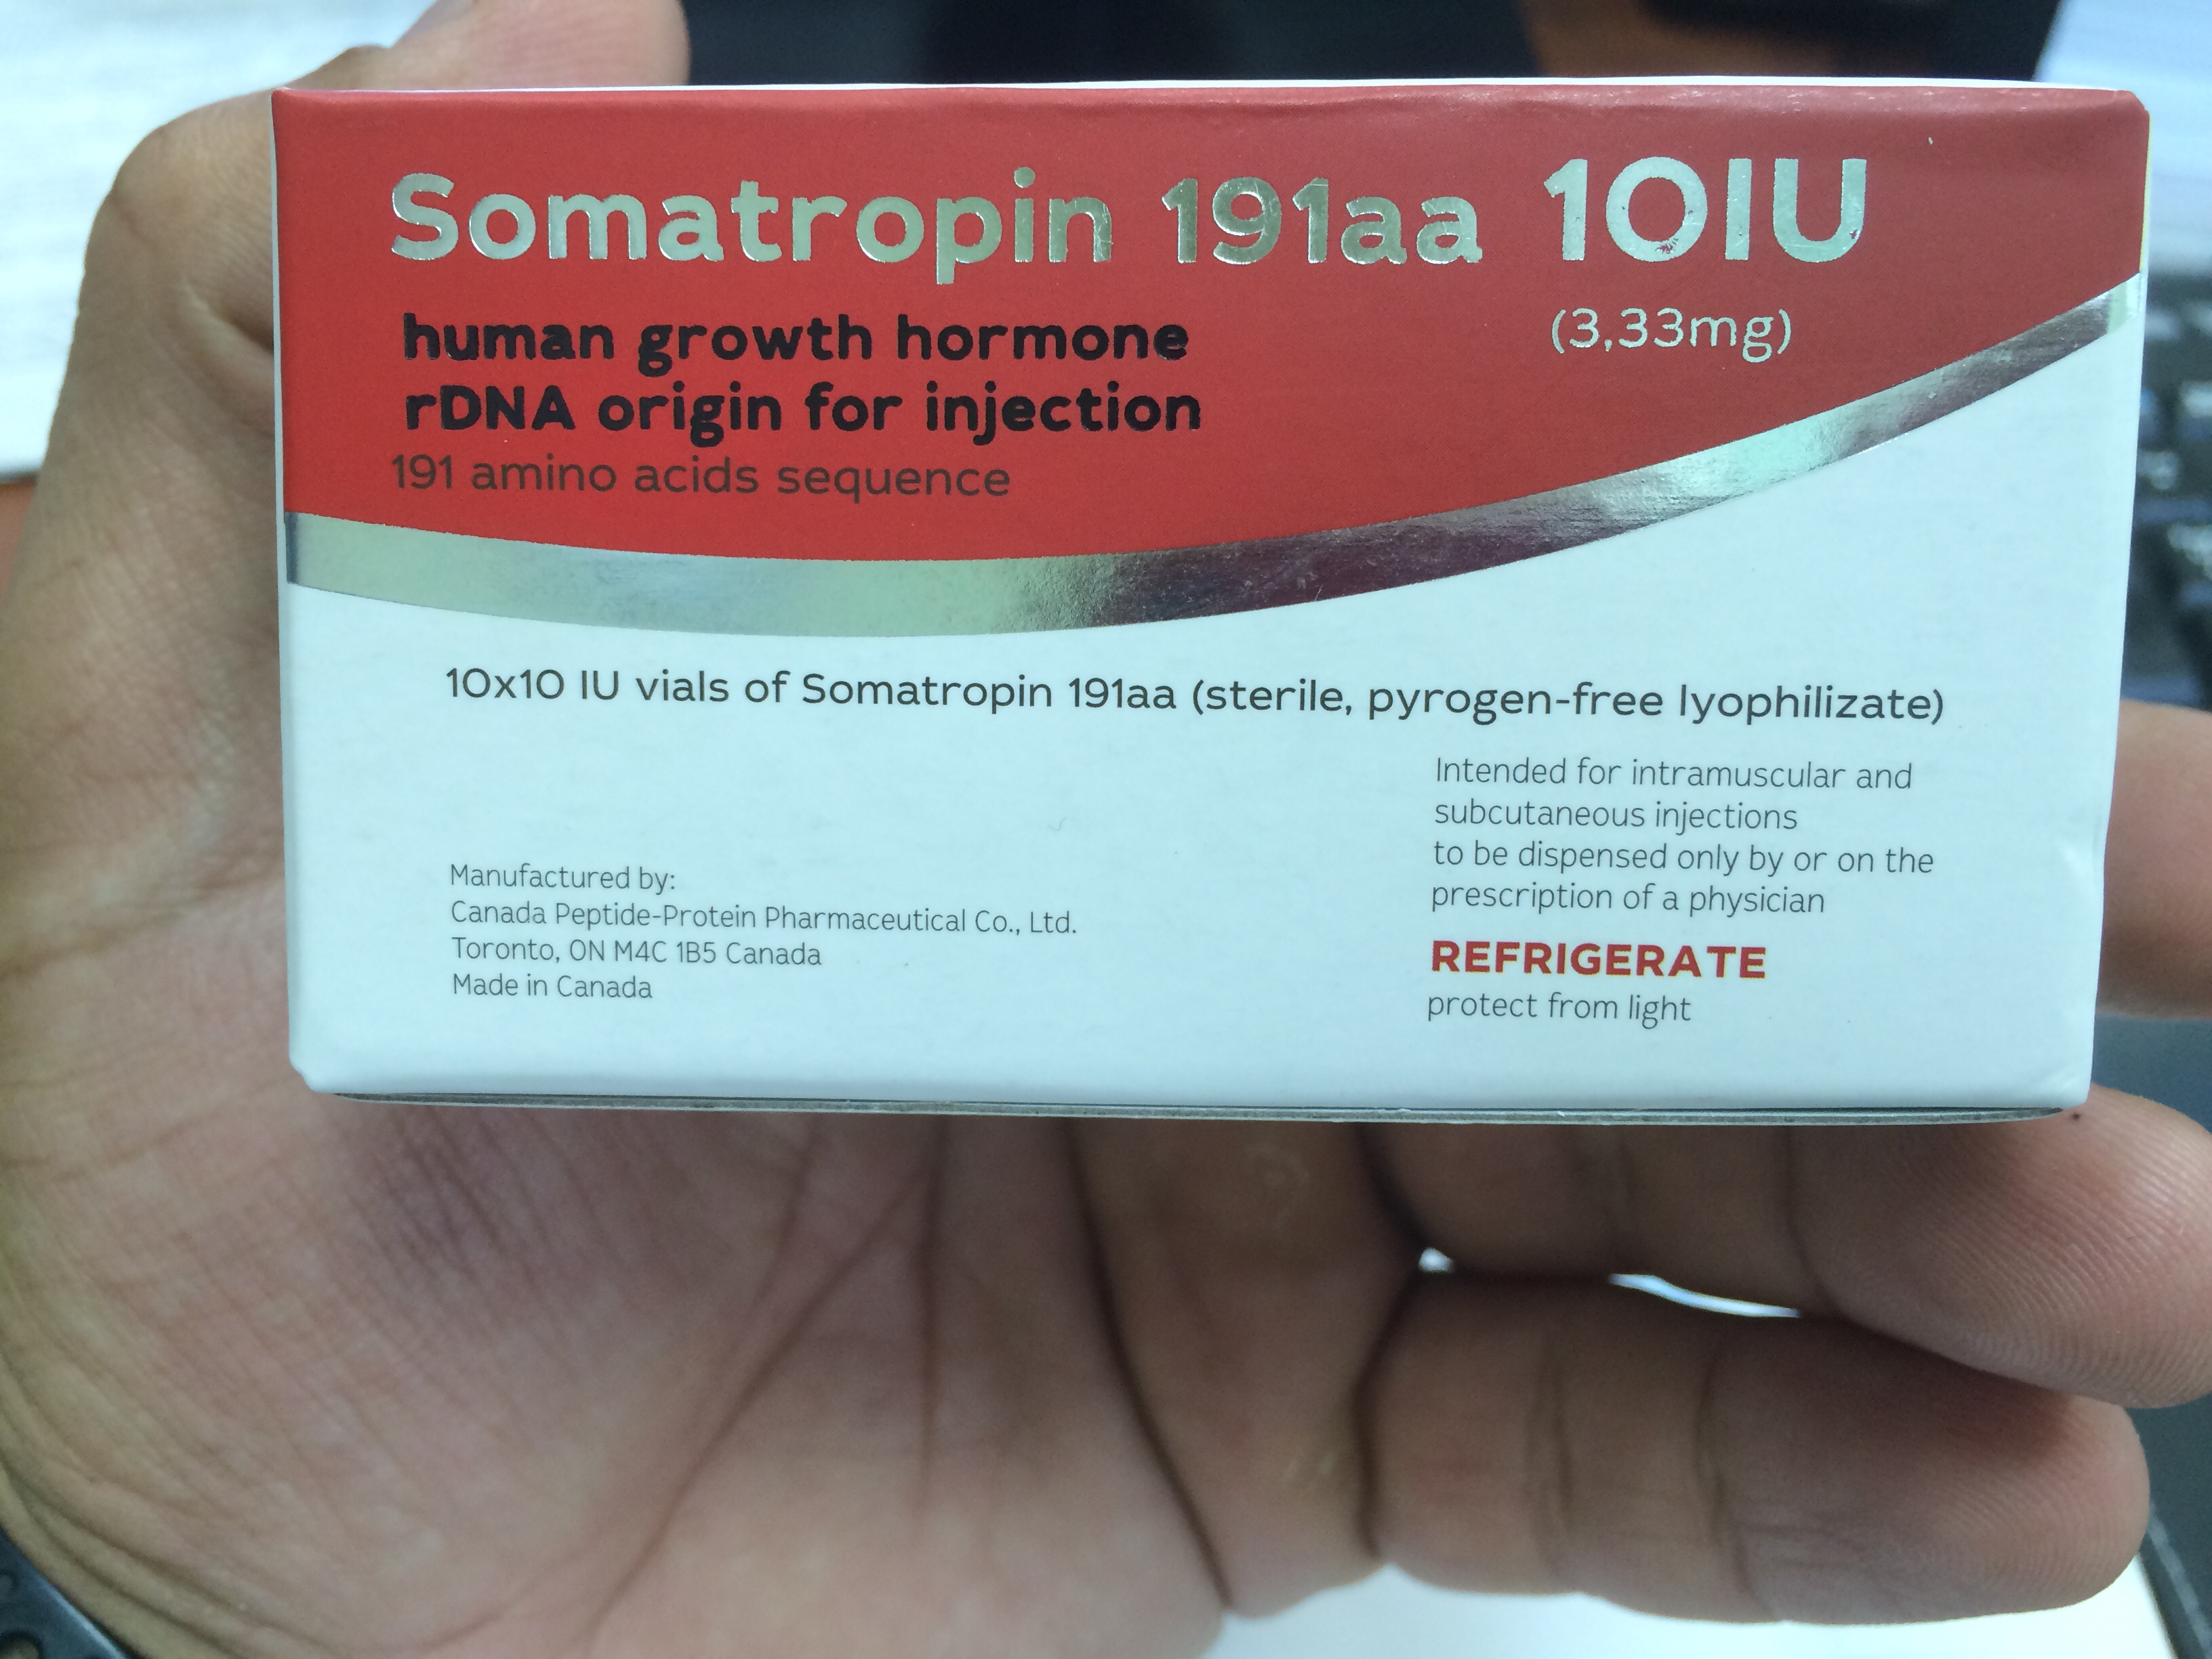 Somatropin 191aa 10IU
(3,33mg)
human growth hormone
rDNA origin for injection
191 amino acids sequence
10x10 IU vials of Somatropin 191aa (sterile, pyrogen-free lyophilizate)
Manufactured by:
Canada Peptide-Protein Pharmaceutical Co., Ltd.
Toronto, ON M4C 1B5 Canada
Made in Canada
Intended for intramuscular and
subcutaneous injections
to be dispensed only by or on the
prescription of a physician
REFRIGERATE
protect from light